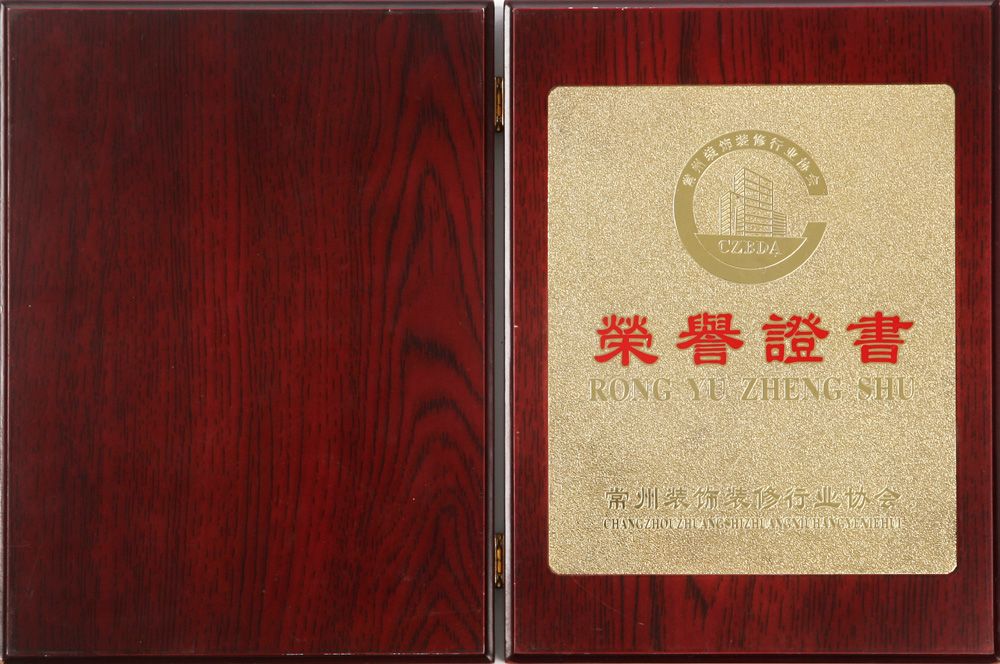 常州装饰装修行业协会
CZBDA
榮譽證書
RONG YU ZHENG SHU
常州装饰装修行业协会
CHANGZHOUZHUANGSHIZHUANGXIUHANGYEXIEHUI